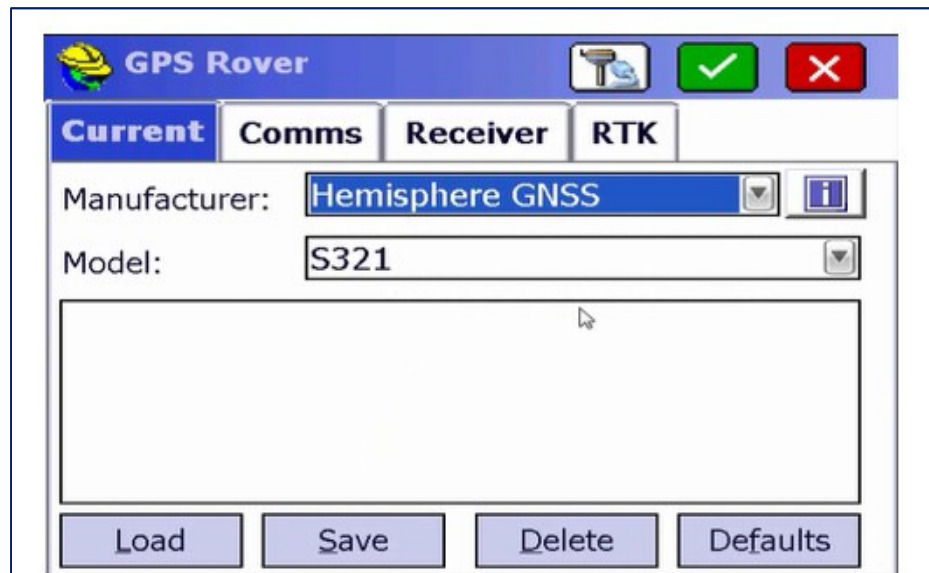 GPS Rover
Current Comms Receiver RTK
Manufacturer: Hemisphere GNSS i
Model: S321
Load Save Delete Defaults